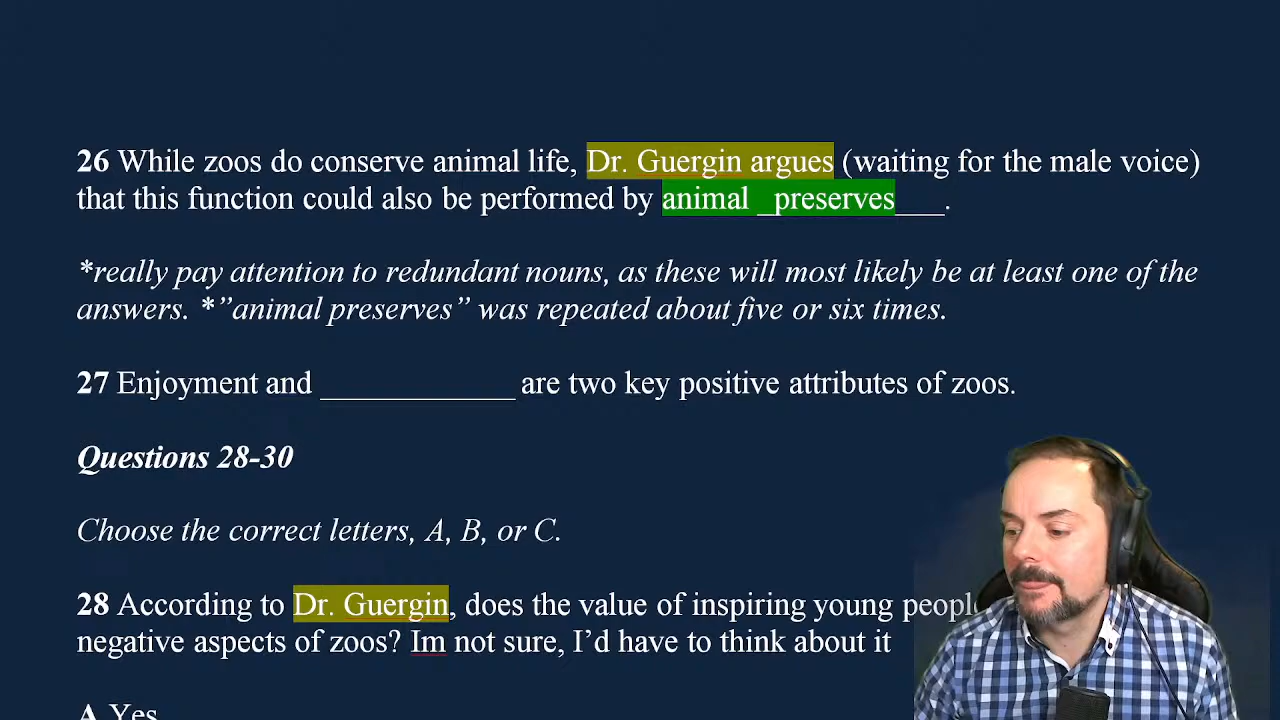 26 While zoos do conserve animal life, Dr. Guergin argues (waiting for the male voice)
that this function could also be performed by animal _preserves___.
*really pay attention to redundant nouns, as these will most likely be at least one of the
answers. *”animal preserves” was repeated about five or six times.
27 Enjoyment and ____________ are two key positive attributes of zoos.
Questions 28-30
Choose the correct letters, A, B, or C.
28 According to Dr. Guergin, does the value of inspiring young
negative aspects of zoos? Im not sure, I’d have to think about it
A Yes